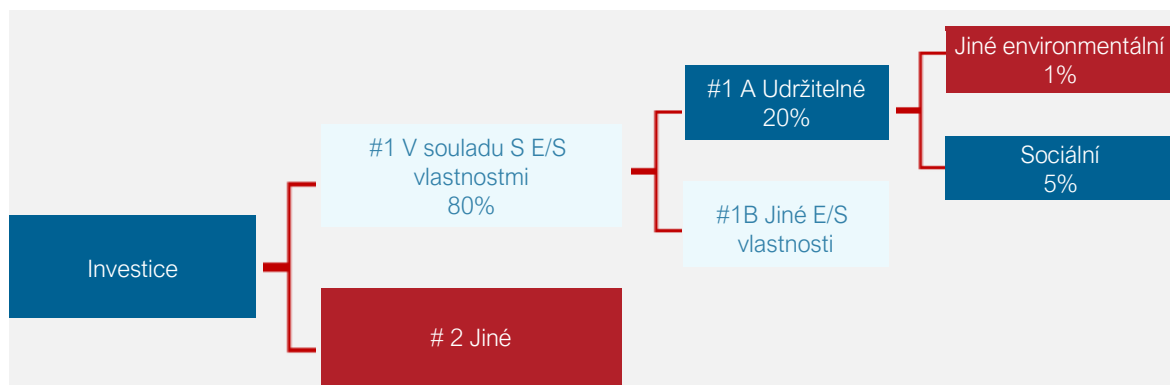 Investice
#1 V souladu S E/S
vlastnostmi
80%
# 2 Jiné
#1 A Udržitelné
20%
#1B Jiné E/S
vlastnosti
Jiné environmentální
1%
Sociální
5%